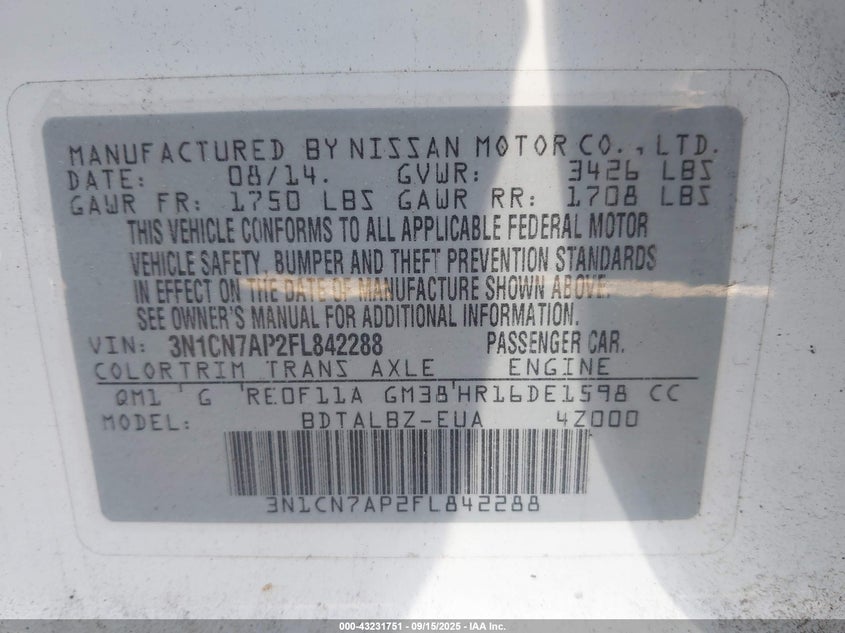 MANUFACTURED BY NISSAN MOTOR CO., LTD.
DATE: 08/14. GVWR: 3426 LBS
GAWR FR: 1750 LBS GAWR RR: 1708 LBS
THIS VEHICLE CONFORMS TO ALL APPLICABLE FEDERAL MOTOR
VEHICLE SAFETY, BUMPER AND THEFT PREVENTION STANDARDS
IN EFFECT ON THE DATE OF MANUFACTURE SHOWN ABOVE.
SEE OWNER'S MANUAL FOR ADDITIONAL INFORMATION.
VIN: 3N1CN7AP2FL842288 PASSENGER CAR.
COLORTRIM TRANS AXLE ENGINE
QM1 ' G 'RE0F11A GM38'HR16DE1598 CC
MODEL: BDTALBZ-EUA 4Z000
3N1CN7AP2FL842288
000-43231751 - 09/15/2025 - IAA Inc.